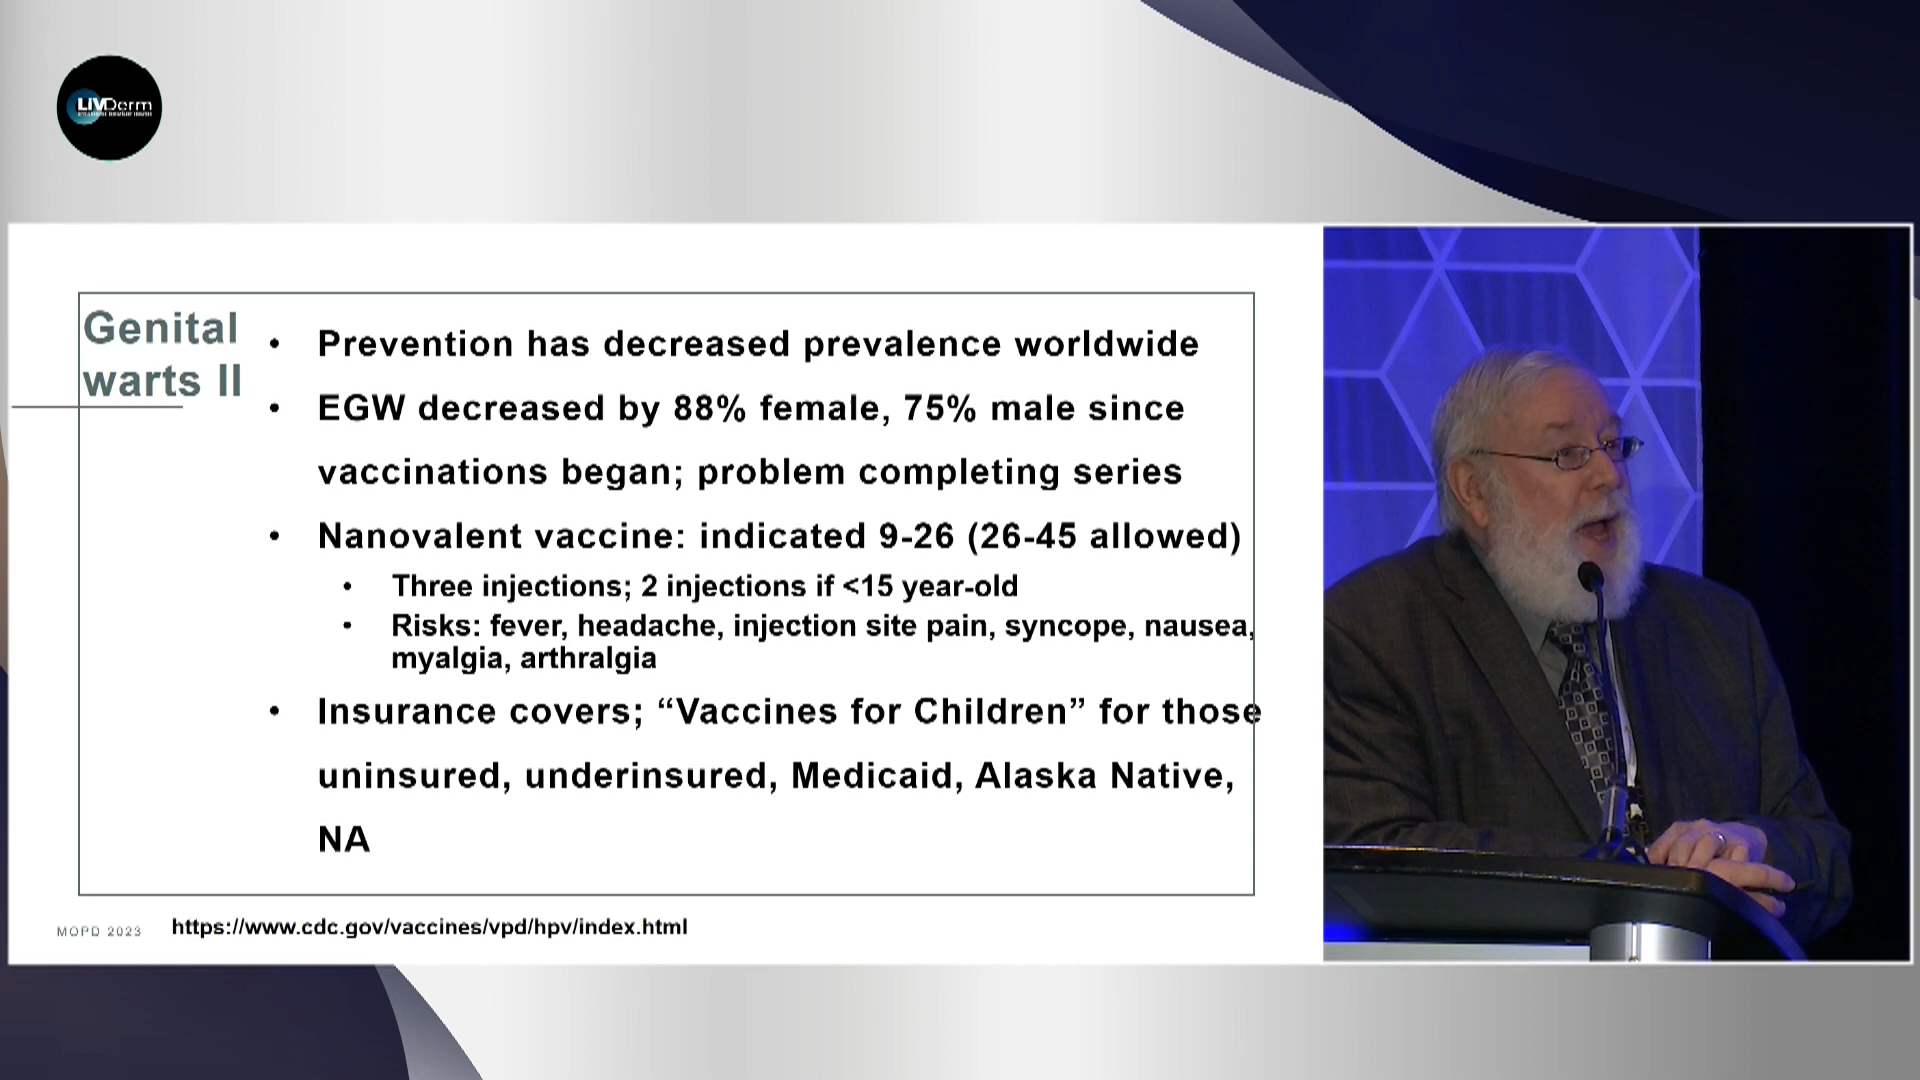 LIVDerm
Genital
warts II
• Prevention has decreased prevalence worldwide
• EGW decreased by 88% female, 75% male since
vaccinations began; problem completing series
• Nanovalent vaccine: indicated 9-26 (26-45 allowed)
• Three injections; 2 injections if <15 year-old
• Risks: fever, headache, injection site pain, syncope, nausea,
myalgia, arthralgia
• Insurance covers; “Vaccines for Children” for those
uninsured, underinsured, Medicaid, Alaska Native,
NA
MOPD 2023
https://www.cdc.gov/vaccines/vpd/hpv/index.html